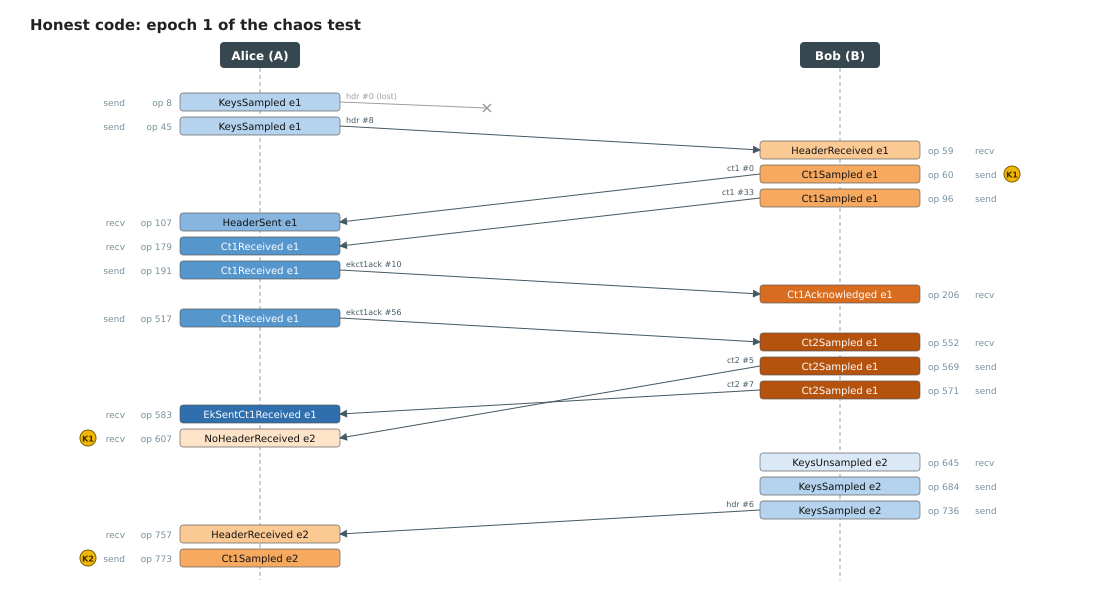 Honest code: epoch 1 of the chaos test
Alice (A)
Bob (B)
send op 8 KeysSampled e1 hdr #0 (lost)
send op 45 KeysSampled e1 hdr #8
HeaderReceived e1 op 59 recv
ct1 #0 Ct1Sampled e1 op 60 send K1
ct1 #33 Ct1Sampled e1 op 96 send
recv op 107 HeaderSent e1
recv op 179 Ct1Received e1
send op 191 Ct1Received e1 ekct1ack #10
Ct1Acknowledged e1 op 206 recv
send op 517 Ct1Received e1 ekct1ack #56
Ct2Sampled e1 op 552 recv
ct2 #5 Ct2Sampled e1 op 569 send
ct2 #7 Ct2Sampled e1 op 571 send
recv op 583 EkSentCt1Received e1
K1 recv op 607 NoHeaderReceived e2
KeysUnsampled e2 op 645 recv
KeysSampled e2 op 684 send
hdr #6 KeysSampled e2 op 736 send
recv op 757 HeaderReceived e2
K2 send op 773 Ct1Sampled e2